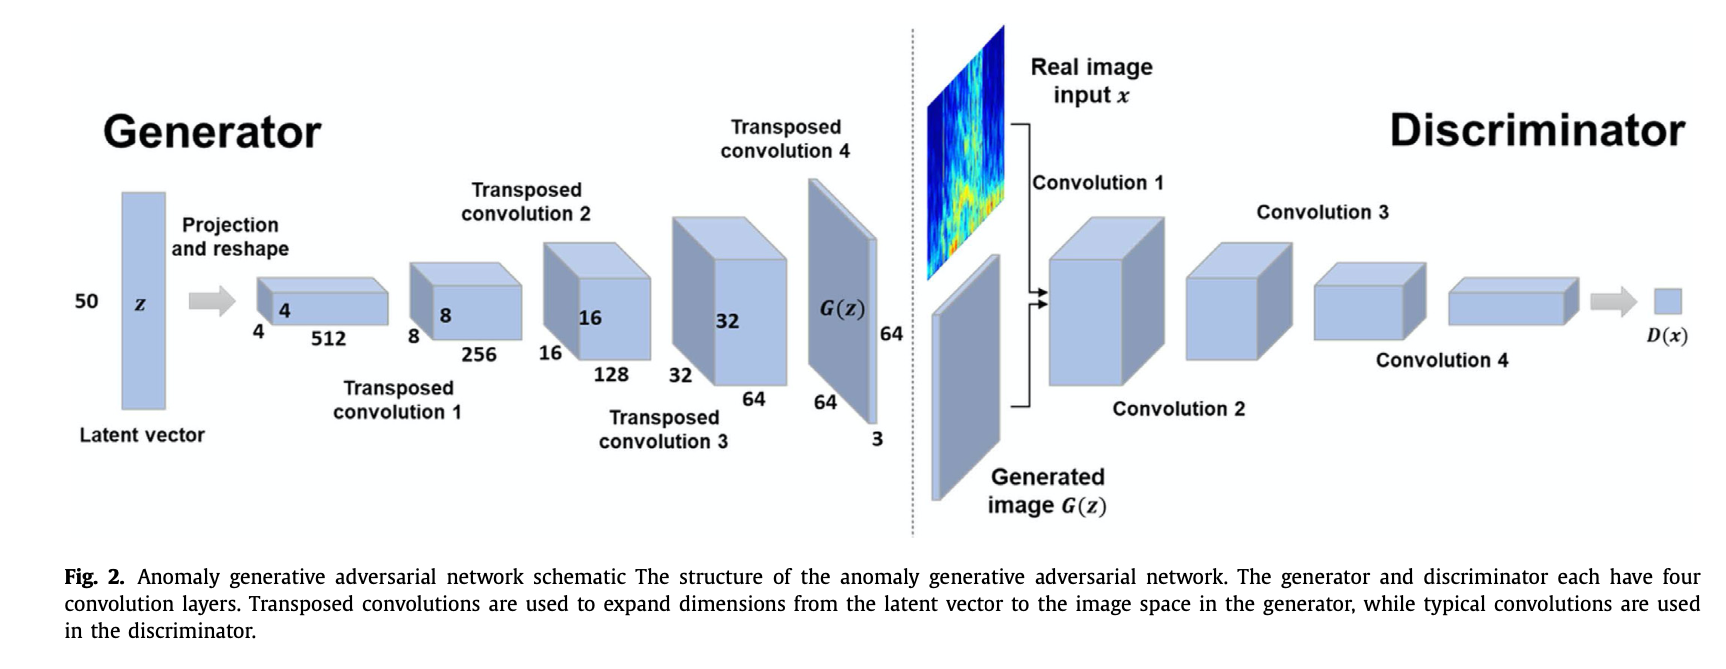 Generator
50
z
Latent vector
Projection
and reshape
4
4
512
Transposed
convolution 1
8
8
256
Transposed
convolution 2
16
16
128
Transposed
convolution 3
32
32
64
Transposed
convolution 4
G(z)
64
64
3
Real image
input x
Generated
image G(z)
Discriminator
Convolution 1
Convolution 2
Convolution 3
Convolution 4
D(x)
Fig. 2. Anomaly generative adversarial network schematic The structure of the anomaly generative adversarial network. The generator and discriminator each have four
convolution layers. Transposed convolutions are used to expand dimensions from the latent vector to the image space in the generator, while typical convolutions are used
in the discriminator.